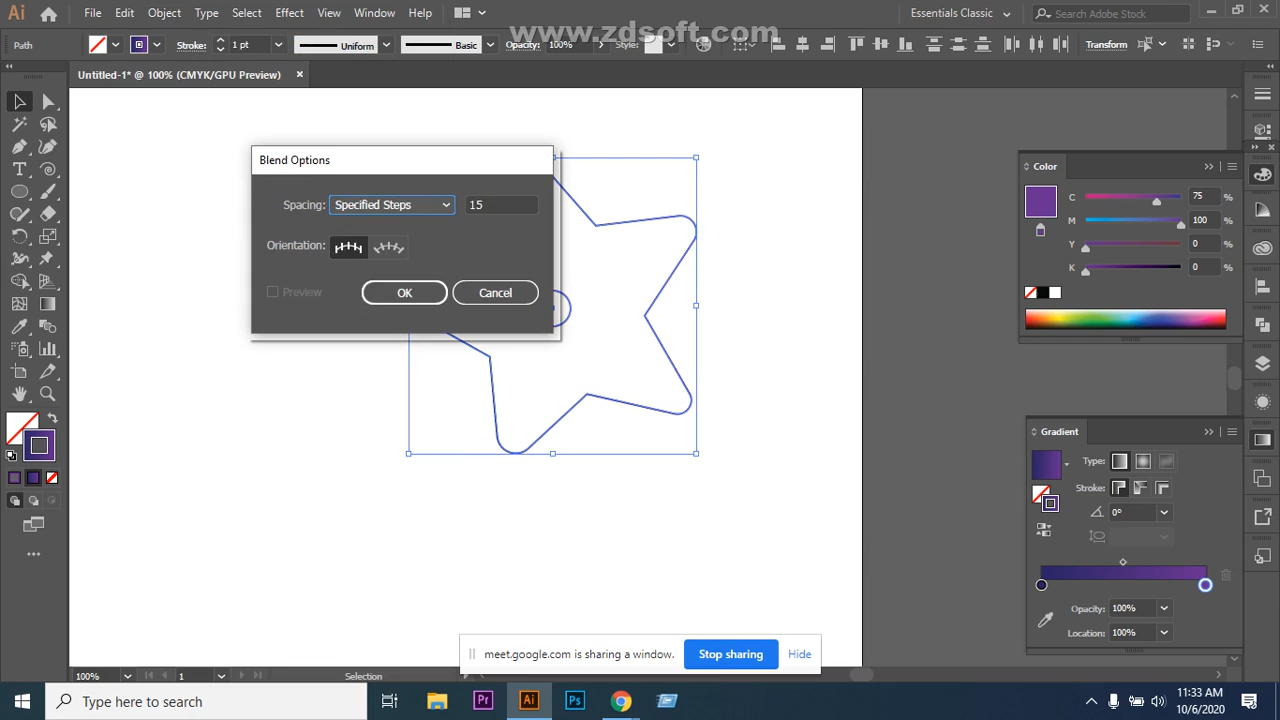 Ai File Edit Object Type Select Effect View Window Help Essentials Classic Search Adobe Stock
www.zdsoft.com
Path Stroke: 1 pt Uniform Basic Opacity: 100% Style: Transform
Untitled-1* @ 100% (CMYK/GPU Preview)
Blend Options
Spacing: Specified Steps 15
Orientation:
Preview OK Cancel
Color
C 75 %
M 100 %
Y 0 %
K 0 %
Gradient
Type:
Stroke:
0°
Opacity: 100%
Location: 100%
meet.google.com is sharing a window. Stop sharing Hide
100% 1 Selection
Type here to search Pr Ai Ps 11:33 AM
10/6/2020